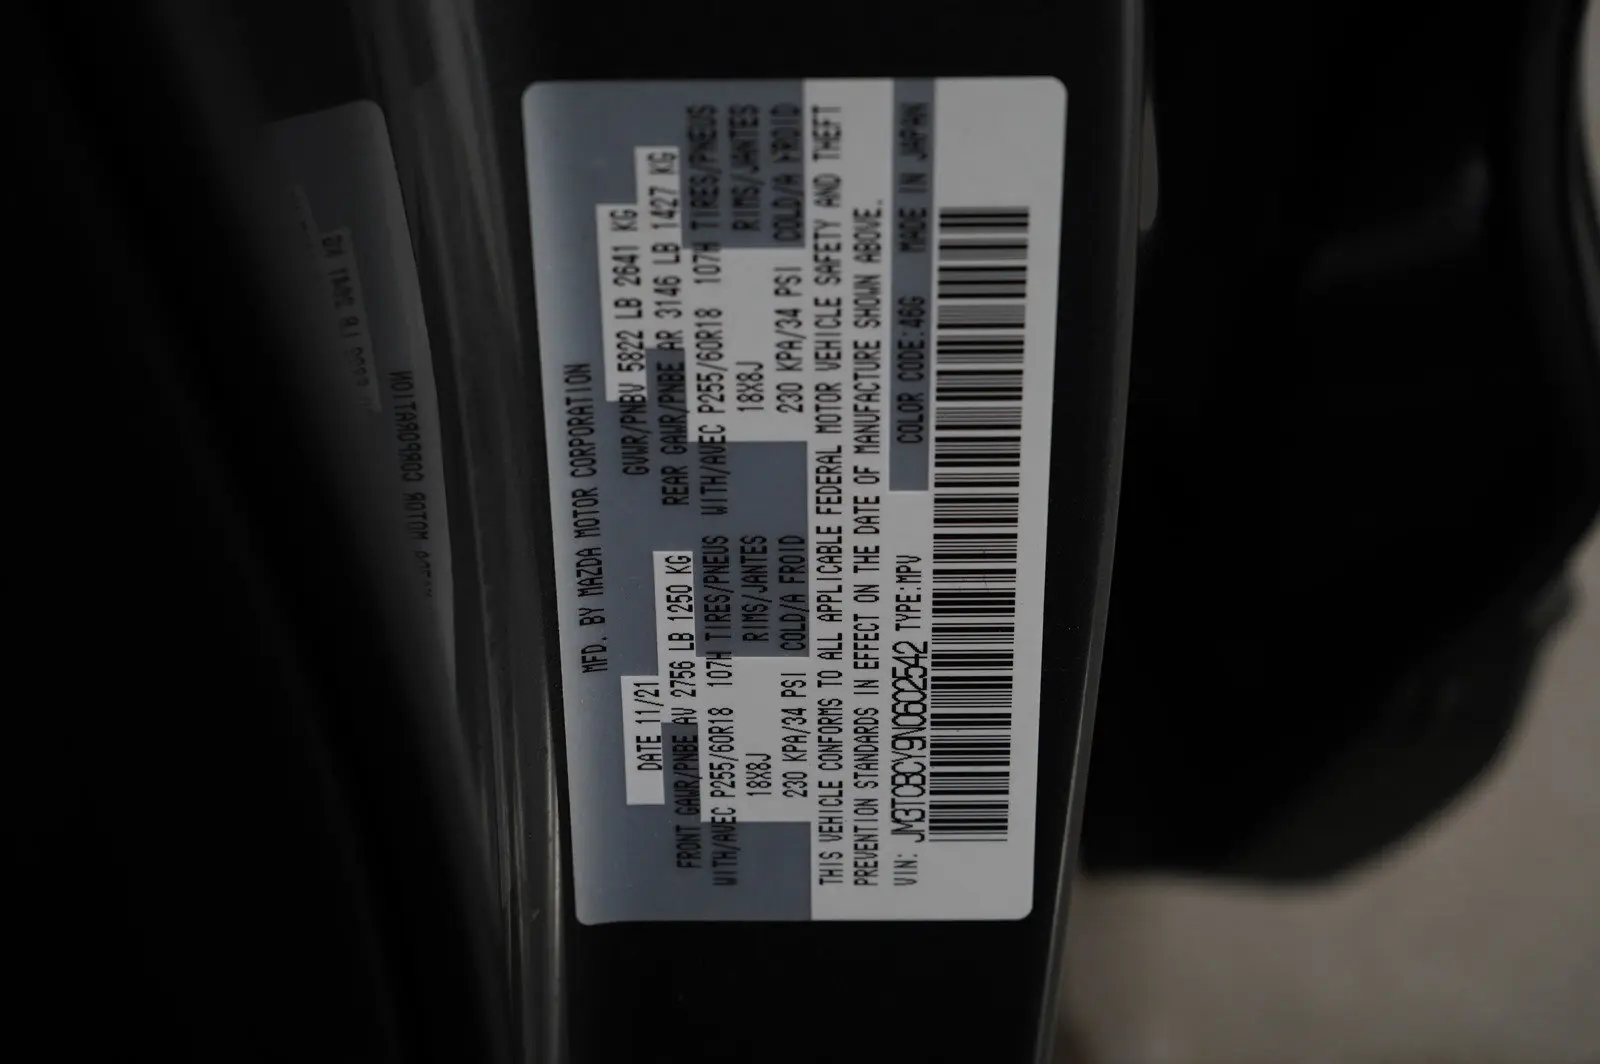 MFD. BY MAZDA MOTOR CORPORATION
DATE 11/21 GVWR/PNBV 5822 LB 2641 KG
FRONT GAWR/PNBE AV 2756 LB 1250 KG REAR GAWR/PNBE AR 3146 LB 1427 KG
WITH/AVEC P255/60R18 107H TIRES/PNEUS WITH/AVEC P255/60R18 107H TIRES/PNEUS
18X8J RIMS/JANTES 18X8J RIMS/JANTES
230 KPA/34 PSI COLD/A FROID 230 KPA/34 PSI COLD/A FROID
THIS VEHICLE CONFORMS TO ALL APPLICABLE FEDERAL MOTOR VEHICLE SAFETY AND THEFT
PREVENTION STANDARDS IN EFFECT ON THE DATE OF MANUFACTURE SHOWN ABOVE.
VIN: JM3TCBCY9N0602542 TYPE:MPV COLOR CODE:46G MADE IN JAPAN
MOTOR CORPORATION